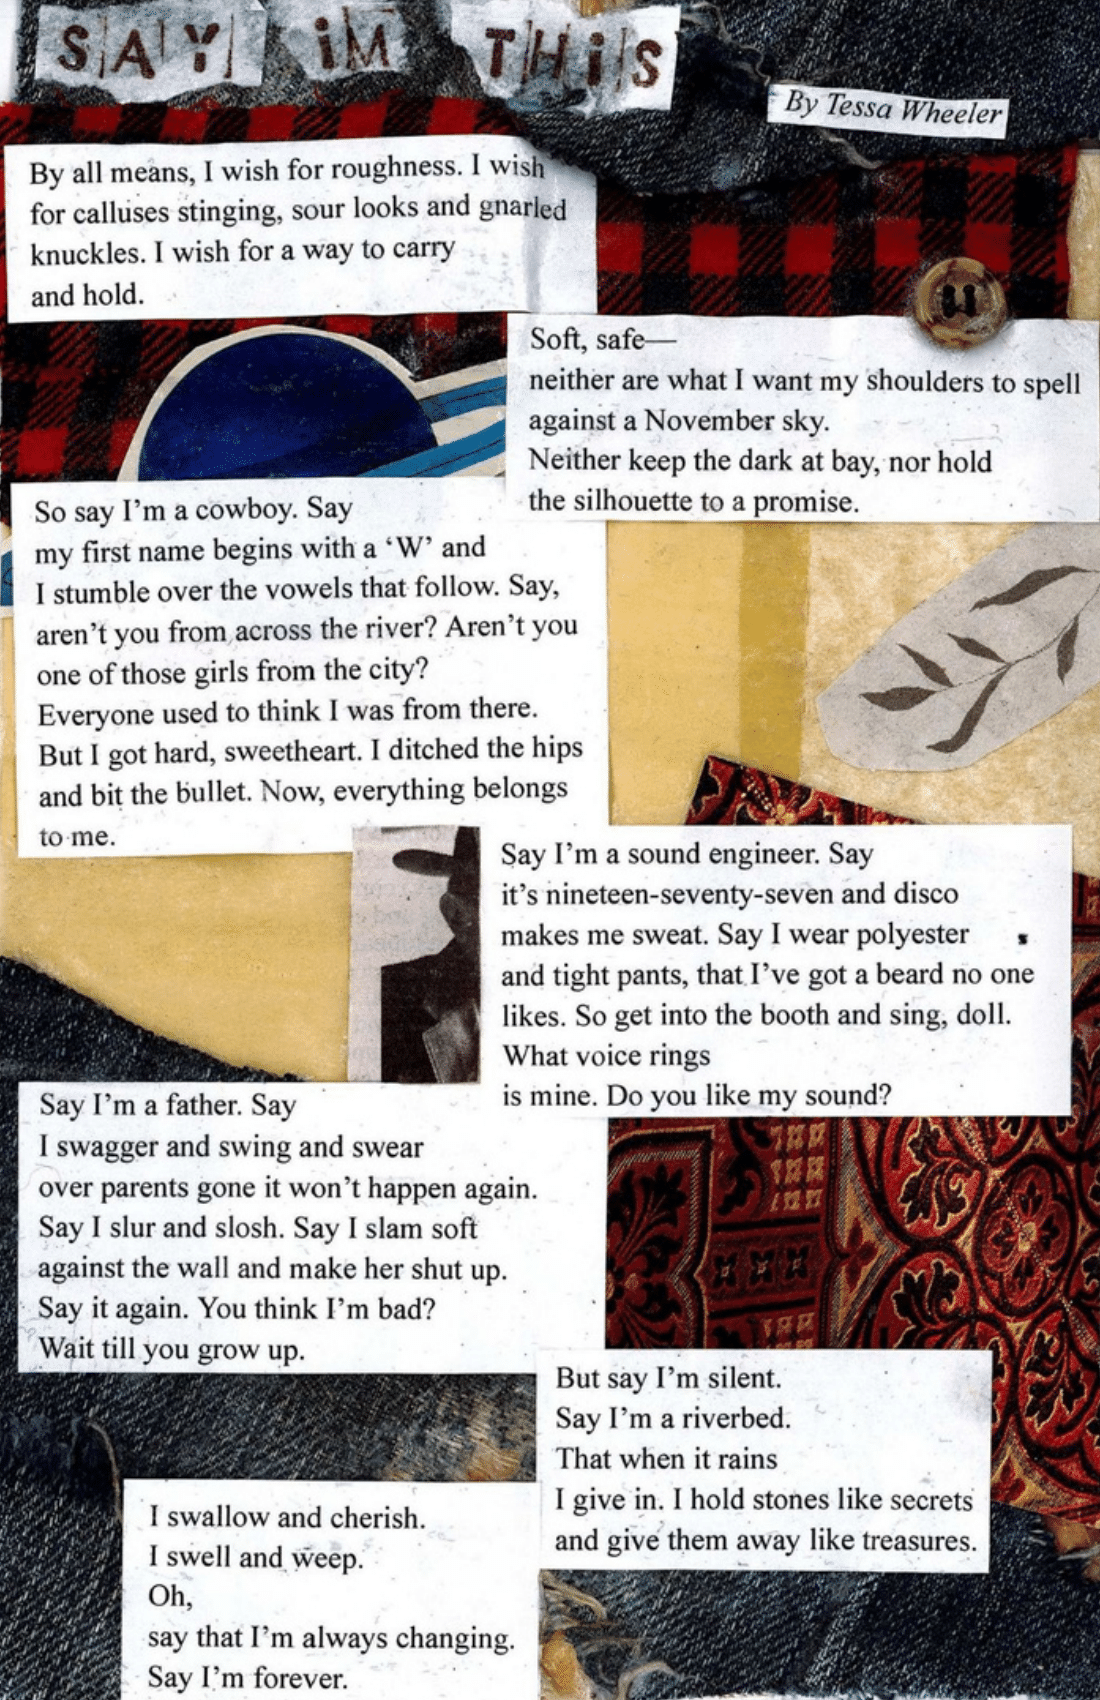 SAY iM THiS
By Tessa Wheeler
By all means, I wish for roughness. I wish
for calluses stinging, sour looks and gnarled
knuckles. I wish for a way to carry
and hold.
Soft, safe—
neither are what I want my shoulders to spell
against a November sky.
Neither keep the dark at bay, nor hold
the silhouette to a promise.
So say I’m a cowboy. Say
my first name begins with a ‘W’ and
I stumble over the vowels that follow. Say,
aren’t you from across the river? Aren’t you
one of those girls from the city?
Everyone used to think I was from there.
But I got hard, sweetheart. I ditched the hips
and bit the bullet. Now, everything belongs
to me.
Say I’m a sound engineer. Say
it’s nineteen-seventy-seven and disco
makes me sweat. Say I wear polyester
and tight pants, that I’ve got a beard no one
likes. So get into the booth and sing, doll.
What voice rings
is mine. Do you like my sound?
Say I’m a father. Say
I swagger and swing and swear
over parents gone it won’t happen again.
Say I slur and slosh. Say I slam soft
against the wall and make her shut up.
Say it again. You think I’m bad?
Wait till you grow up.
But say I’m silent.
Say I’m a riverbed.
That when it rains
I give in. I hold stones like secrets
and give them away like treasures.
I swallow and cherish.
I swell and weep.
Oh,
say that I’m always changing.
Say I’m forever.